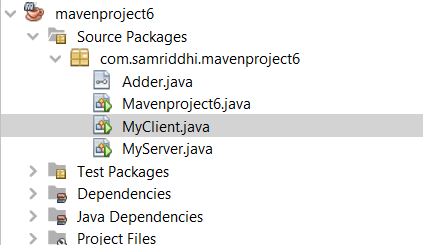 mavenproject6
Source Packages
com.samriddhi.mavenproject6
Adder.java
Mavenproject6.java
MyClient.java
MyServer.java
Test Packages
Dependencies
Java Dependencies
Project Files